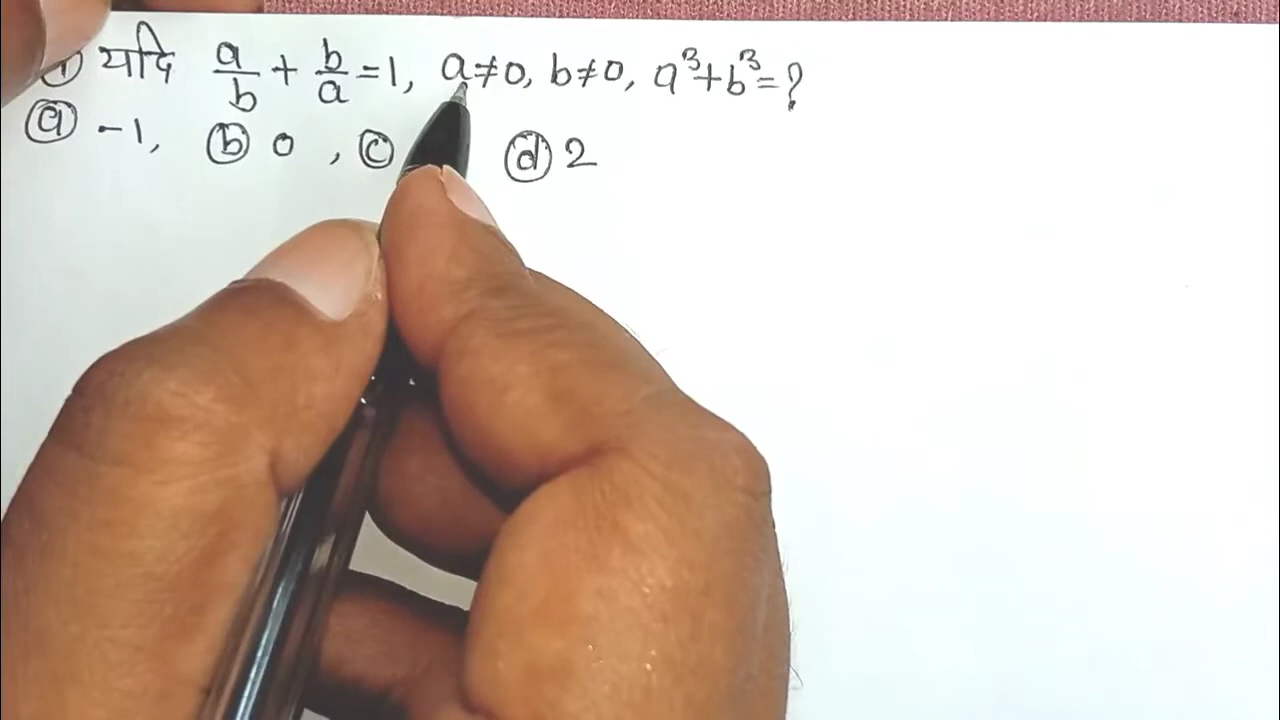 ① यदि a/b + b/a = 1, a≠0, b≠0, a³+b³=?
ⓐ -1, ⓑ 0 , ⓒ ⓓ 2